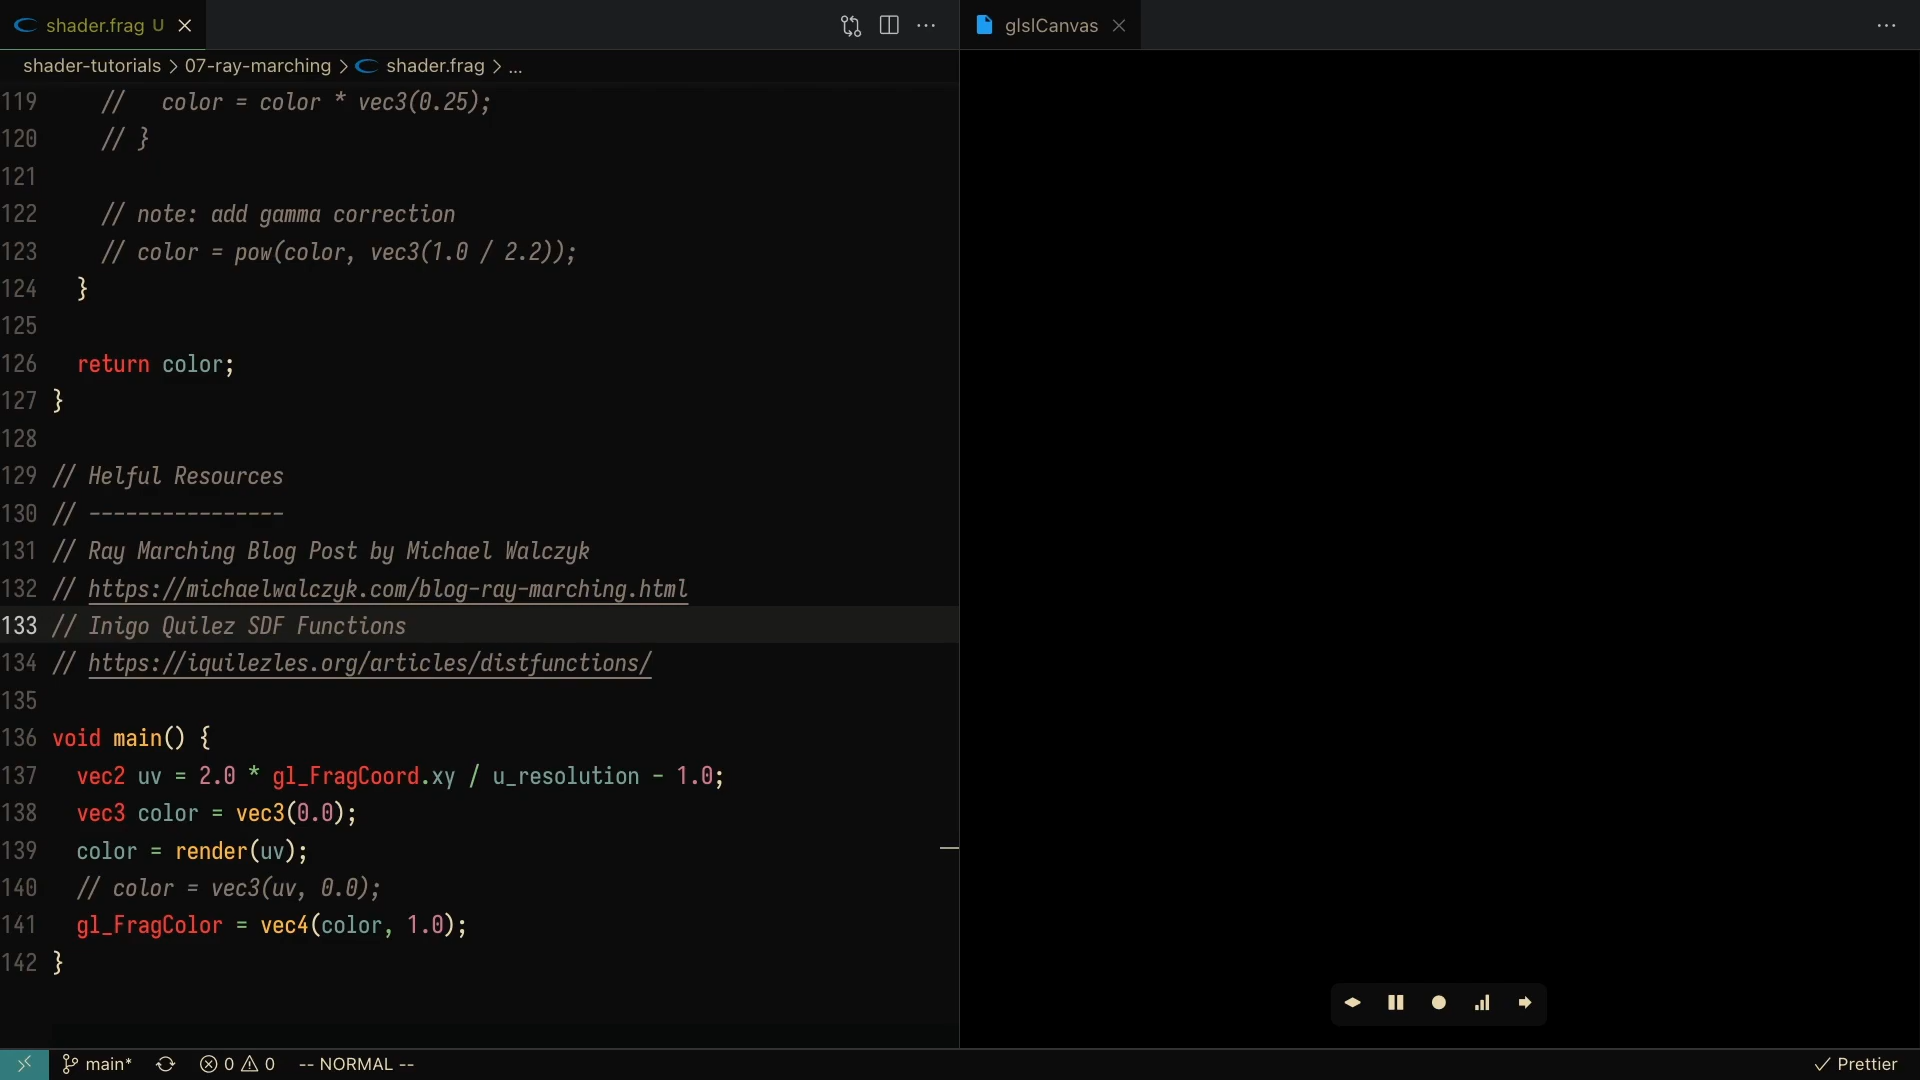 shader.frag U
glslCanvas
shader-tutorials > 07-ray-marching > shader.frag > ...
119 //   color = color * vec3(0.25);
120 // }
121
122 // note: add gamma correction
123 // color = pow(color, vec3(1.0 / 2.2));
124 }
125
126 return color;
127 }
128
129 // Helful Resources
130 // ----------------
131 // Ray Marching Blog Post by Michael Walczyk
132 // https://michaelwalczyk.com/blog-ray-marching.html
133 // Inigo Quilez SDF Functions
134 // https://iquilezles.org/articles/distfunctions/
135
136 void main() {
137 vec2 uv = 2.0 * gl_FragCoord.xy / u_resolution - 1.0;
138 vec3 color = vec3(0.0);
139 color = render(uv);
140 // color = vec3(uv, 0.0);
141 gl_FragColor = vec4(color, 1.0);
142 }
main* 0 0 -- NORMAL -- Prettier